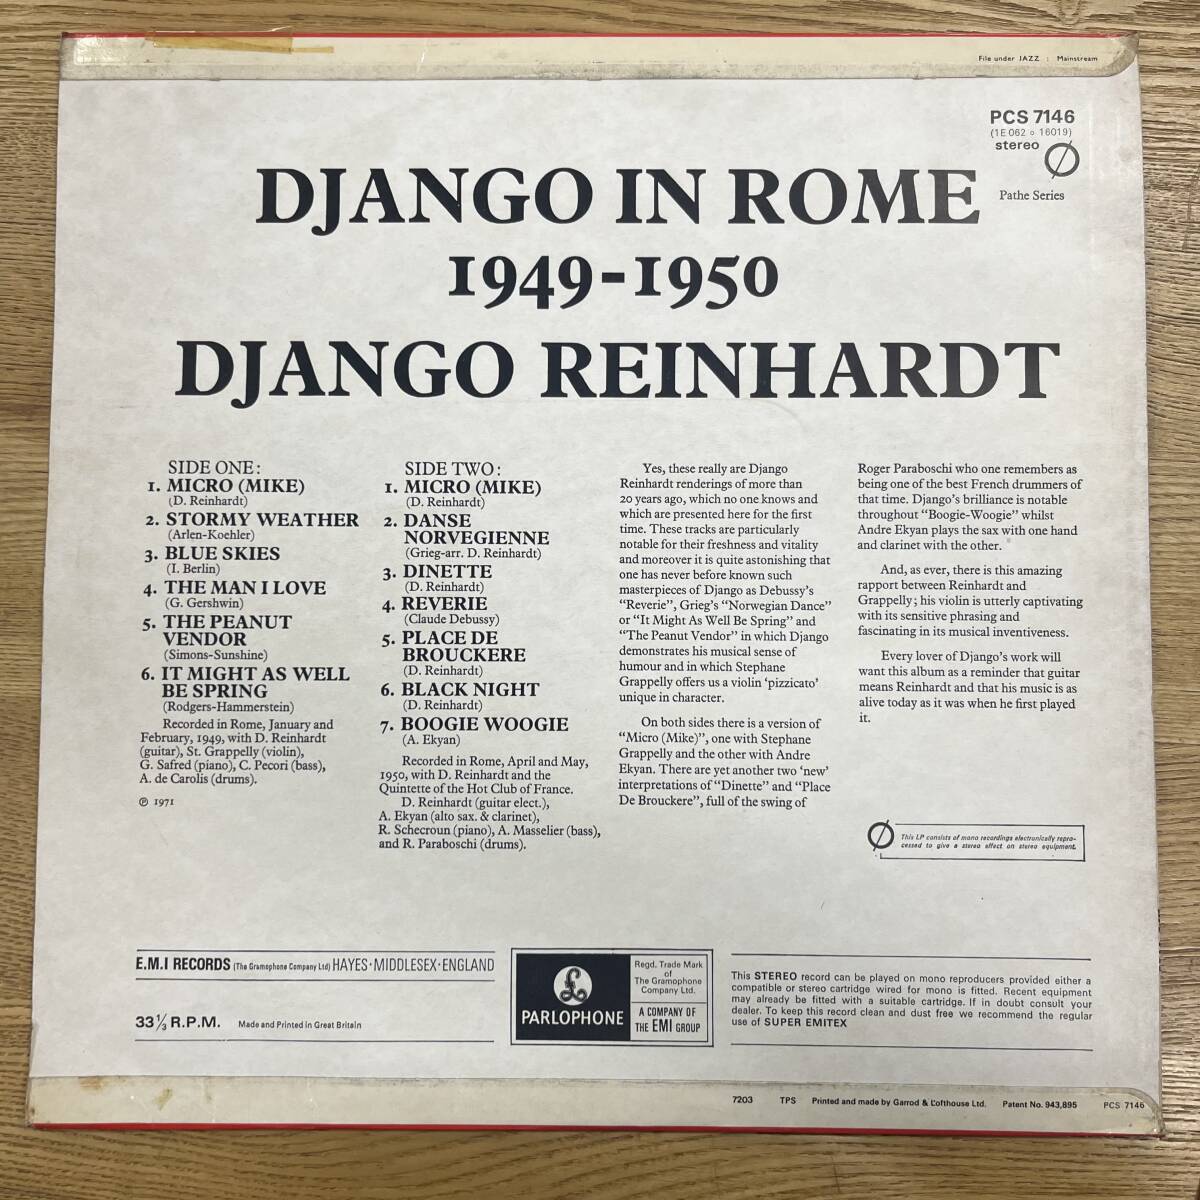 File under JAZZ : Mainstream
PCS 7146
(1E 062 o 16019)
stereo
Pathe Series
DJANGO IN ROME
1949-1950
DJANGO REINHARDT
SIDE ONE:
1. MICRO (MIKE)
(D. Reinhardt)
2. STORMY WEATHER
(Arlen-Koehler)
3. BLUE SKIES
(I. Berlin)
4. THE MAN I LOVE
(G. Gershwin)
5. THE PEANUT
VENDOR
(Simons-Sunshine)
6. IT MIGHT AS WELL
BE SPRING
(Rodgers-Hammerstein)
Recorded in Rome, January and
February, 1949, with D. Reinhardt
(guitar), St. Grappelly (violin),
G. Safred (piano), C. Pecori (bass),
A. de Carolis (drums).
℗ 1971
SIDE TWO:
1. MICRO (MIKE)
(D. Reinhardt)
2. DANSE
NORVEGIENNE
(Grieg-arr. D. Reinhardt)
3. DINETTE
(D. Reinhardt)
4. REVERIE
(Claude Debussy)
5. PLACE DE
BROUCKERE
(D. Reinhardt)
6. BLACK NIGHT
(D. Reinhardt)
7. BOOGIE WOOGIE
(A. Ekyan)
Recorded in Rome, April and May,
1950, with D. Reinhardt and the
Quintette of the Hot Club of France.
D. Reinhardt (guitar elect.),
A. Ekyan (alto sax. & clarinet),
R. Schecroun (piano), A. Masselier (bass),
and R. Paraboschi (drums).
Yes, these really are Django
Reinhardt renderings of more than
20 years ago, which no one knows and
which are presented here for the first
time. These tracks are particularly
notable for their freshness and vitality
and moreover it is quite astonishing that
one has never before known such
masterpieces of Django as Debussy's
"Reverie", Grieg's "Norwegian Dance"
or "It Might As Well Be Spring" and
"The Peanut Vendor" in which Django
demonstrates his musical sense of
humour and in which Stephane
Grappelly offers us a violin 'pizzicato'
unique in character.
On both sides there is a version of
"Micro (Mike)", one with Stephane
Grappelly and the other with Andre
Ekyan. There are yet another two 'new'
interpretations of "Dinette" and "Place
De Brouckere", full of the swing of
Roger Paraboschi who one remembers as
being one of the best French drummers of
that time. Django's brilliance is notable
throughout "Boogie-Woogie" whilst
Andre Ekyan plays the sax with one hand
and clarinet with the other.
And, as ever, there is this amazing
rapport between Reinhardt and
Grappelly; his violin is utterly captivating
with its sensitive phrasing and
fascinating in its musical inventiveness.
Every lover of Django's work will
want this album as a reminder that guitar
means Reinhardt and that his music is as
alive today as it was when he first played
it.
This LP consists of mono recordings electronically repro-
cessed to give a stereo effect on stereo equipment.
E.M.I RECORDS (The Gramophone Company Ltd) HAYES·MIDDLESEX·ENGLAND
33⅓ R.P.M. Made and Printed in Great Britain
£
PARLOPHONE
Regd. Trade Mark
of
The Gramophone
Company Ltd.
A COMPANY OF
THE EMI GROUP
This STEREO record can be played on mono reproducers provided either a
compatible or stereo cartridge wired for mono is fitted. Recent equipment
may already be fitted with a suitable cartridge. If in doubt consult your
dealer. To keep this record clean and dust free we recommend the regular
use of SUPER EMITEX
7203 TPS Printed and made by Garrod & Lofthouse Ltd. Patent No. 943,895 PCS 7146